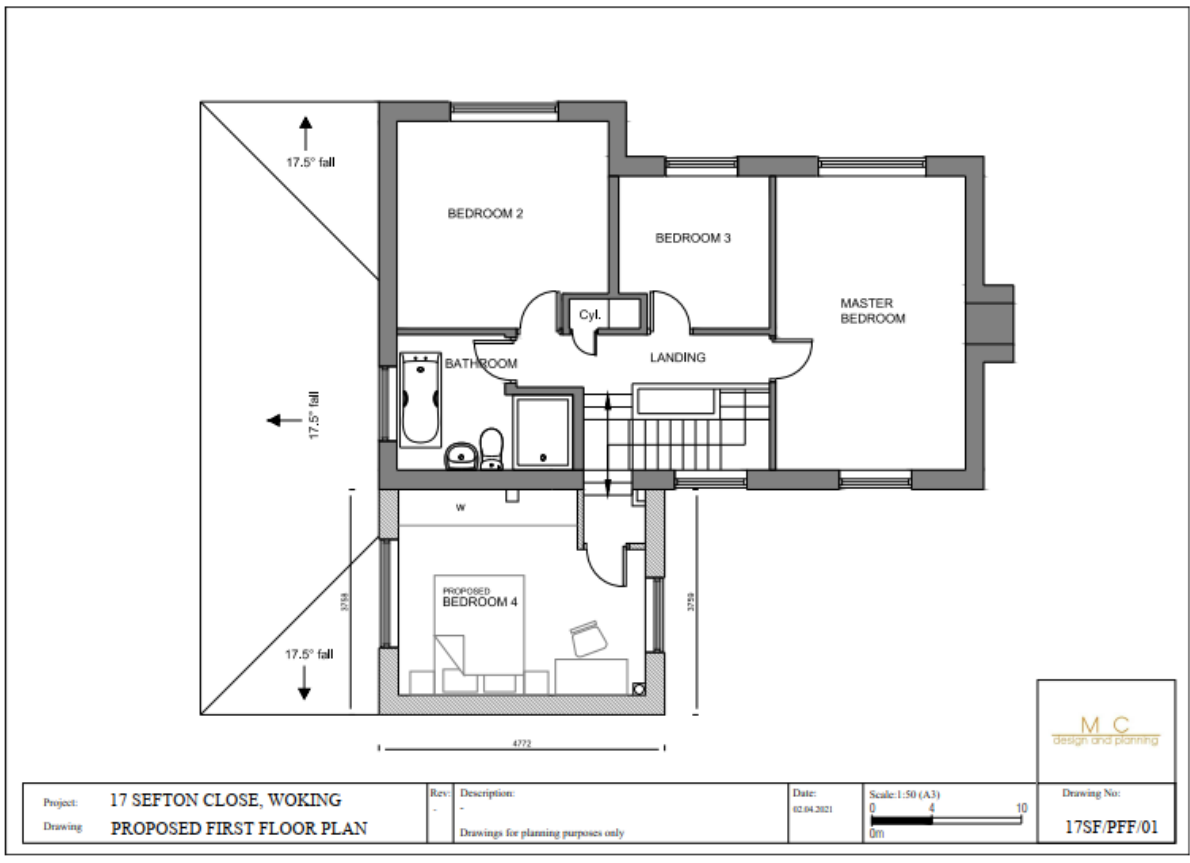 17.5° fall
BEDROOM 2
BEDROOM 3
MASTER
BEDROOM
Cyl.
LANDING
BATHROOM
17.5° fall
W
PROPOSED
BEDROOM 4
3758
3759
17.5° fall
4772
M C
design and planning
Project: 17 SEFTON CLOSE, WOKING
Drawing PROPOSED FIRST FLOOR PLAN
Rev:
-
Description:
-
Drawings for planning purposes only
Date:
02.04.2021
Scale:1:50 (A3)
0 4 10
0m
Drawing No:
17SF/PFF/01